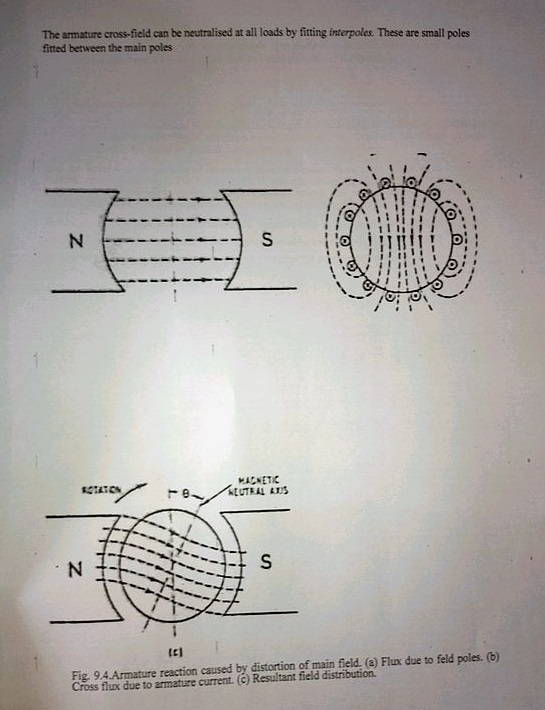 The armature cross-field can be neutralised at all loads by fitting interpoles. These are small poles
fitted between the main poles
N
S
ROTATION
θ
MAGNETIC
NEUTRAL AXIS
N
S
(c)
Fig. 9.4.Armature reaction caused by distortion of main field. (a) Flux due to feld poles. (b)
Cross flux due to armature current. (c) Resultant field distribution.